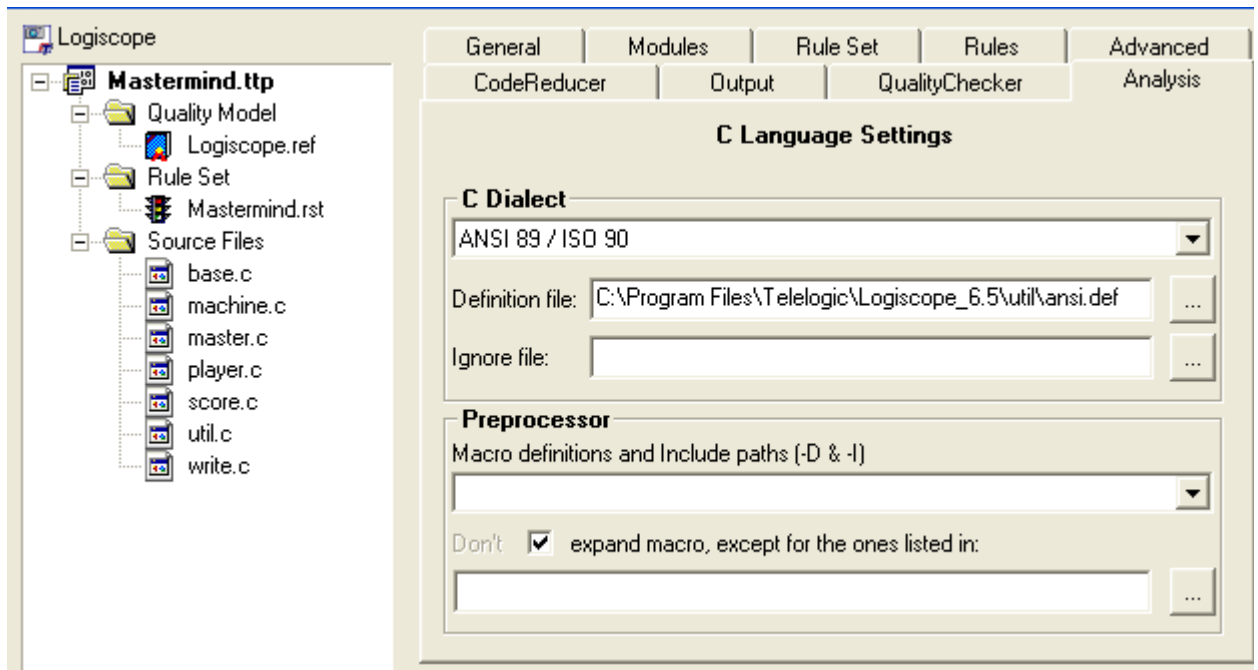 Logiscope
Mastermind.ttp
Quality Model
Logiscope.ref
Rule Set
Mastermind.rst
Source Files
base.c
machine.c
master.c
player.c
score.c
util.c
write.c
General Modules Rule Set Rules Advanced
CodeReducer Output QualityChecker Analysis
C Language Settings
C Dialect
ANSI 89 / ISO 90
Definition file: C:\Program Files\Telelogic\Logiscope_6.5\util\ansi.def ...
Ignore file: ...
Preprocessor
Macro definitions and Include paths (-D & -I)
Don't expand macro, except for the ones listed in:
...